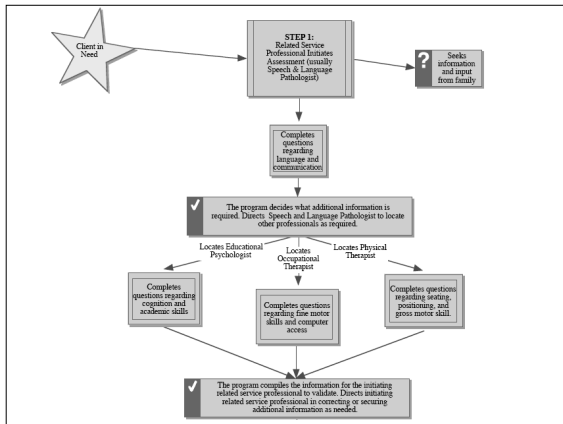 Client in
Need
STEP 1:
Related Service
Professional Initiates
Assessment (usually
Speech & Language
Pathologist)
?
Seeks
information
and input
from family
Completes
questions
regarding
language and
communication
The program decides what additional information is
required. Directs Speech and Language Pathologist to locate
other professionals as required.
Locates Educational
Psychologist
Locates
Occupational
Therapist
Locates Physical
Therapist
Completes
questions regarding
cognition and
academic skills
Completes questions
regarding fine motor
skills and computer
access
Completes questions
regarding seating,
positioning, and
gross motor skill.
The program compiles the information for the initiating
related service professional to validate. Directs initiating
related service professional in correcting or securing
additional information as needed.